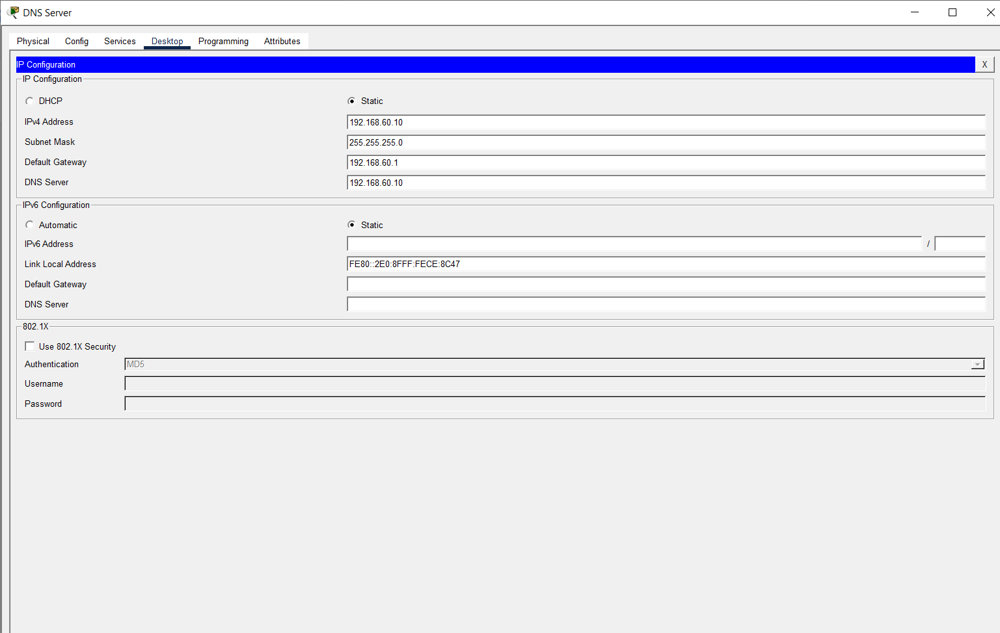 DNS Server
Physical Config Services Desktop Programming Attributes
IP Configuration X
IP Configuration
DHCP Static
IPv4 Address 192.168.60.10
Subnet Mask 255.255.255.0
Default Gateway 192.168.60.1
DNS Server 192.168.60.10
IPv6 Configuration
Automatic Static
IPv6 Address /
Link Local Address FE80::2E0:8FFF:FECE:8C47
Default Gateway
DNS Server
802.1X
Use 802.1X Security
Authentication MD5
Username
Password